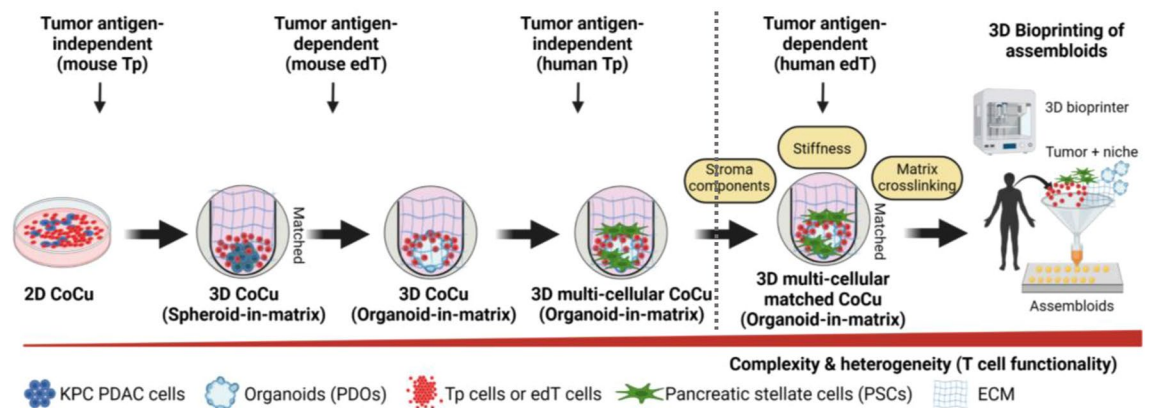 Tumor antigen-
independent
(mouse Tp)
Tumor antigen-
dependent
(mouse edT)
Tumor antigen-
independent
(human Tp)
Tumor antigen-
dependent
(human edT)
3D Bioprinting of
assembloids
3D bioprinter
Tumor + niche
Stiffness
Stroma
components
Matrix
crosslinking
Matched
Matched
2D CoCu
3D CoCu
(Spheroid-in-matrix)
3D CoCu
(Organoid-in-matrix)
3D multi-cellular CoCu
(Organoid-in-matrix)
3D multi-cellular
matched CoCu
(Organoid-in-matrix)
Assembloids
Complexity & heterogeneity (T cell functionality)
KPC PDAC cells
Organoids (PDOs)
Tp cells or edT cells
Pancreatic stellate cells (PSCs)
ECM